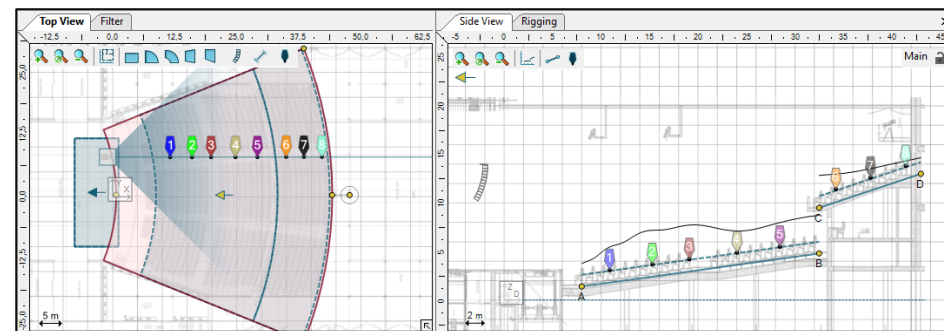 Top View Filter
-12,5 0,0 12,5 25,0 37,5 50,0 62,5
25,0
12,5
0,0
-12,5
-25,0
1 2 3 4 5 6 7 8
Y X
5 m
Side View Rigging
-5 0 5 10 15 20 25 30 35 40 45
Main
25
20
15
10
5
0
6 7 8
D
C
1 2 3 4 5
B
A
Z
0
2 m